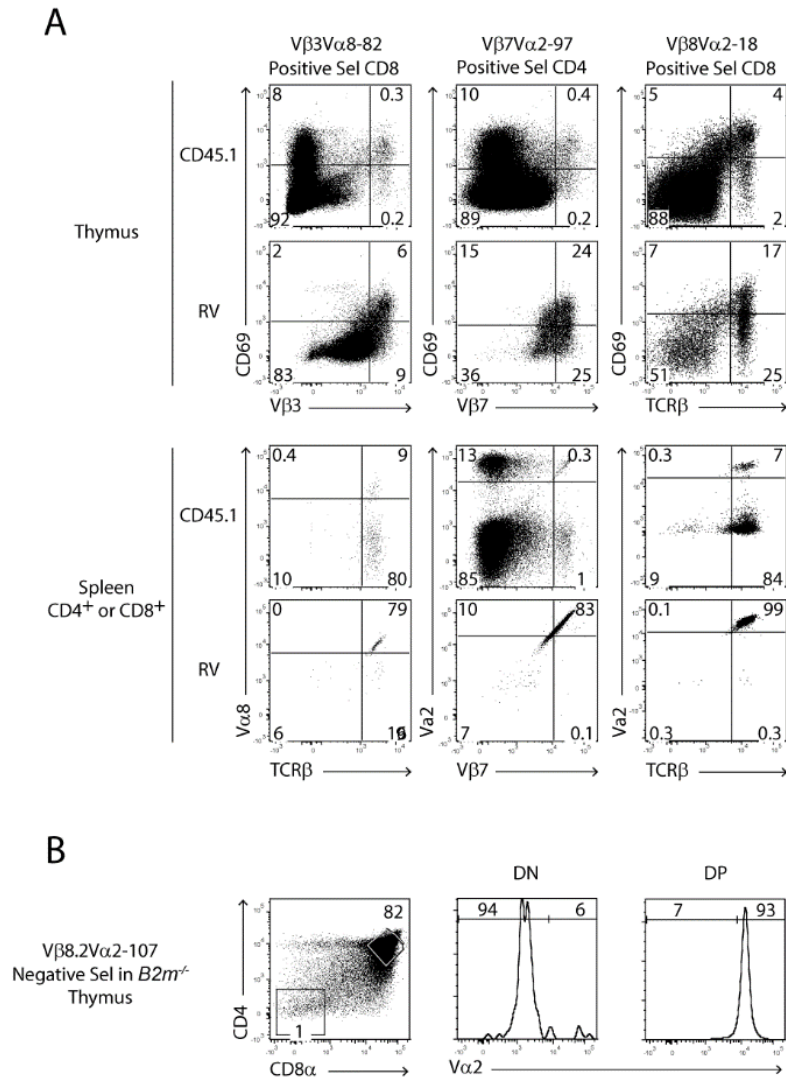 A
Vβ3Vα8-82
Positive Sel CD8
Vβ7Vα2-97
Positive Sel CD4
Vβ8Vα2-18
Positive Sel CD8
Thymus
CD45.1
8 0.3
92 0.2
10 0.4
89 0.2
5 4
88 2
RV
CD69
2 6
83 9
Vβ3
CD69
15 24
36 25
Vβ7
CD69
7 17
51 25
TCRβ
Spleen
CD4⁺ or CD8⁺
CD45.1
0.4 9
10 80
13 0.3
85 1
0.3 7
9 84
RV
Vα8
0 79
6
TCRβ
Va2
10 83
7 0.1
Vβ7
Va2
0.1 99
0.3 0.3
TCRβ
B
Vβ8.2Vα2-107
Negative Sel in B2m⁻/⁻
Thymus
CD4
82
1
CD8α
DN
94 6
DP
7 93
Vα2